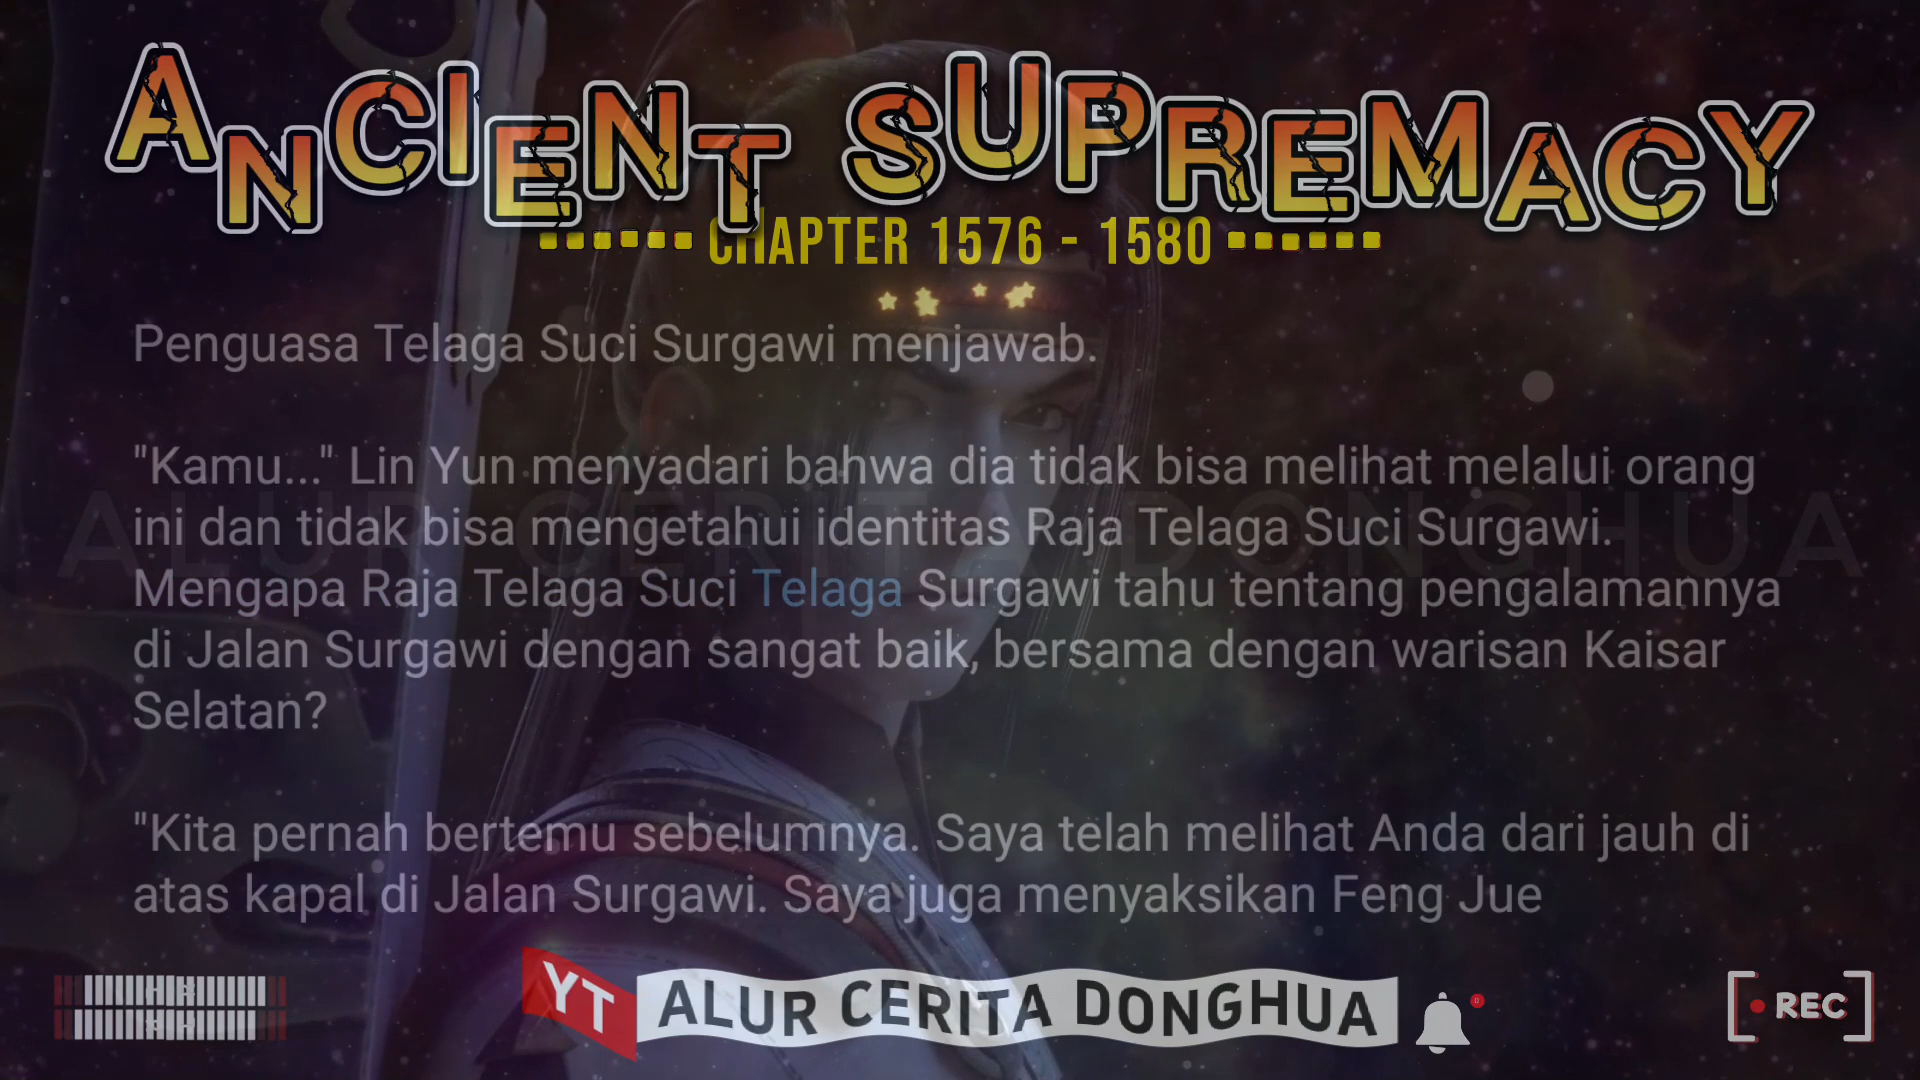 ANCIENT SUPREMACY
CHAPTER 1576 - 1580
Penguasa Telaga Suci Surgawi menjawab.
"Kamu..." Lin Yun menyadari bahwa dia tidak bisa melihat melalui orang
ini dan tidak bisa mengetahui identitas Raja Telaga Suci Surgawi.
Mengapa Raja Telaga Suci Telaga Surgawi tahu tentang pengalamannya
di Jalan Surgawi dengan sangat baik, bersama dengan warisan Kaisar
Selatan?
ALUR CERITA DONGHUA
"Kita pernah bertemu sebelumnya. Saya telah melihat Anda dari jauh di
atas kapal di Jalan Surgawi. Saya juga menyaksikan Feng Jue
YT ALUR CERITA DONGHUA
REC